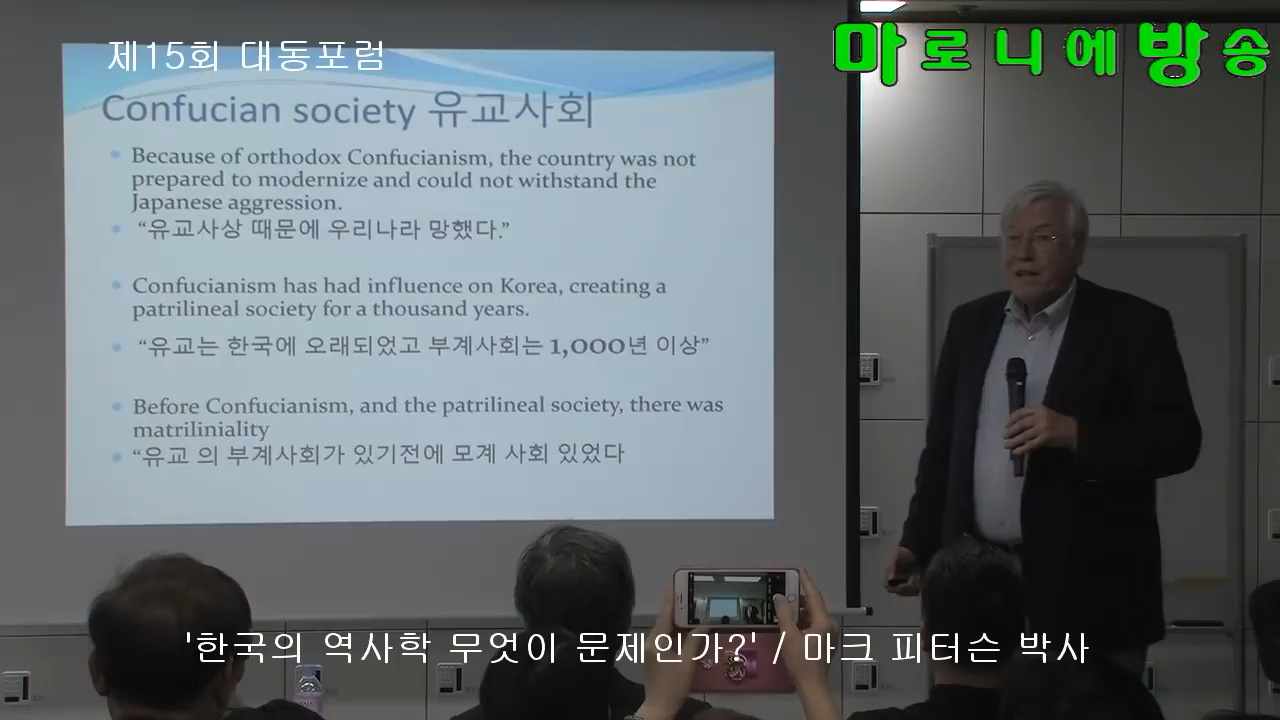 제15회 대동포럼
마로니에방송
Confucian society 유교사회
Because of orthodox Confucianism, the country was not
prepared to modernize and could not withstand the
Japanese aggression.
“유교사상 때문에 우리나라 망했다.”
Confucianism has had influence on Korea, creating a
patrilineal society for a thousand years.
“유교는 한국에 오래되었고 부계사회는 1,000년 이상”
Before Confucianism, and the patrilineal society, there was
matriliniality
“유교 의 부계사회가 있기전에 모계 사회 있었다
'한국의 역사학 무엇이 문제인가?' / 마크 피터슨 박사